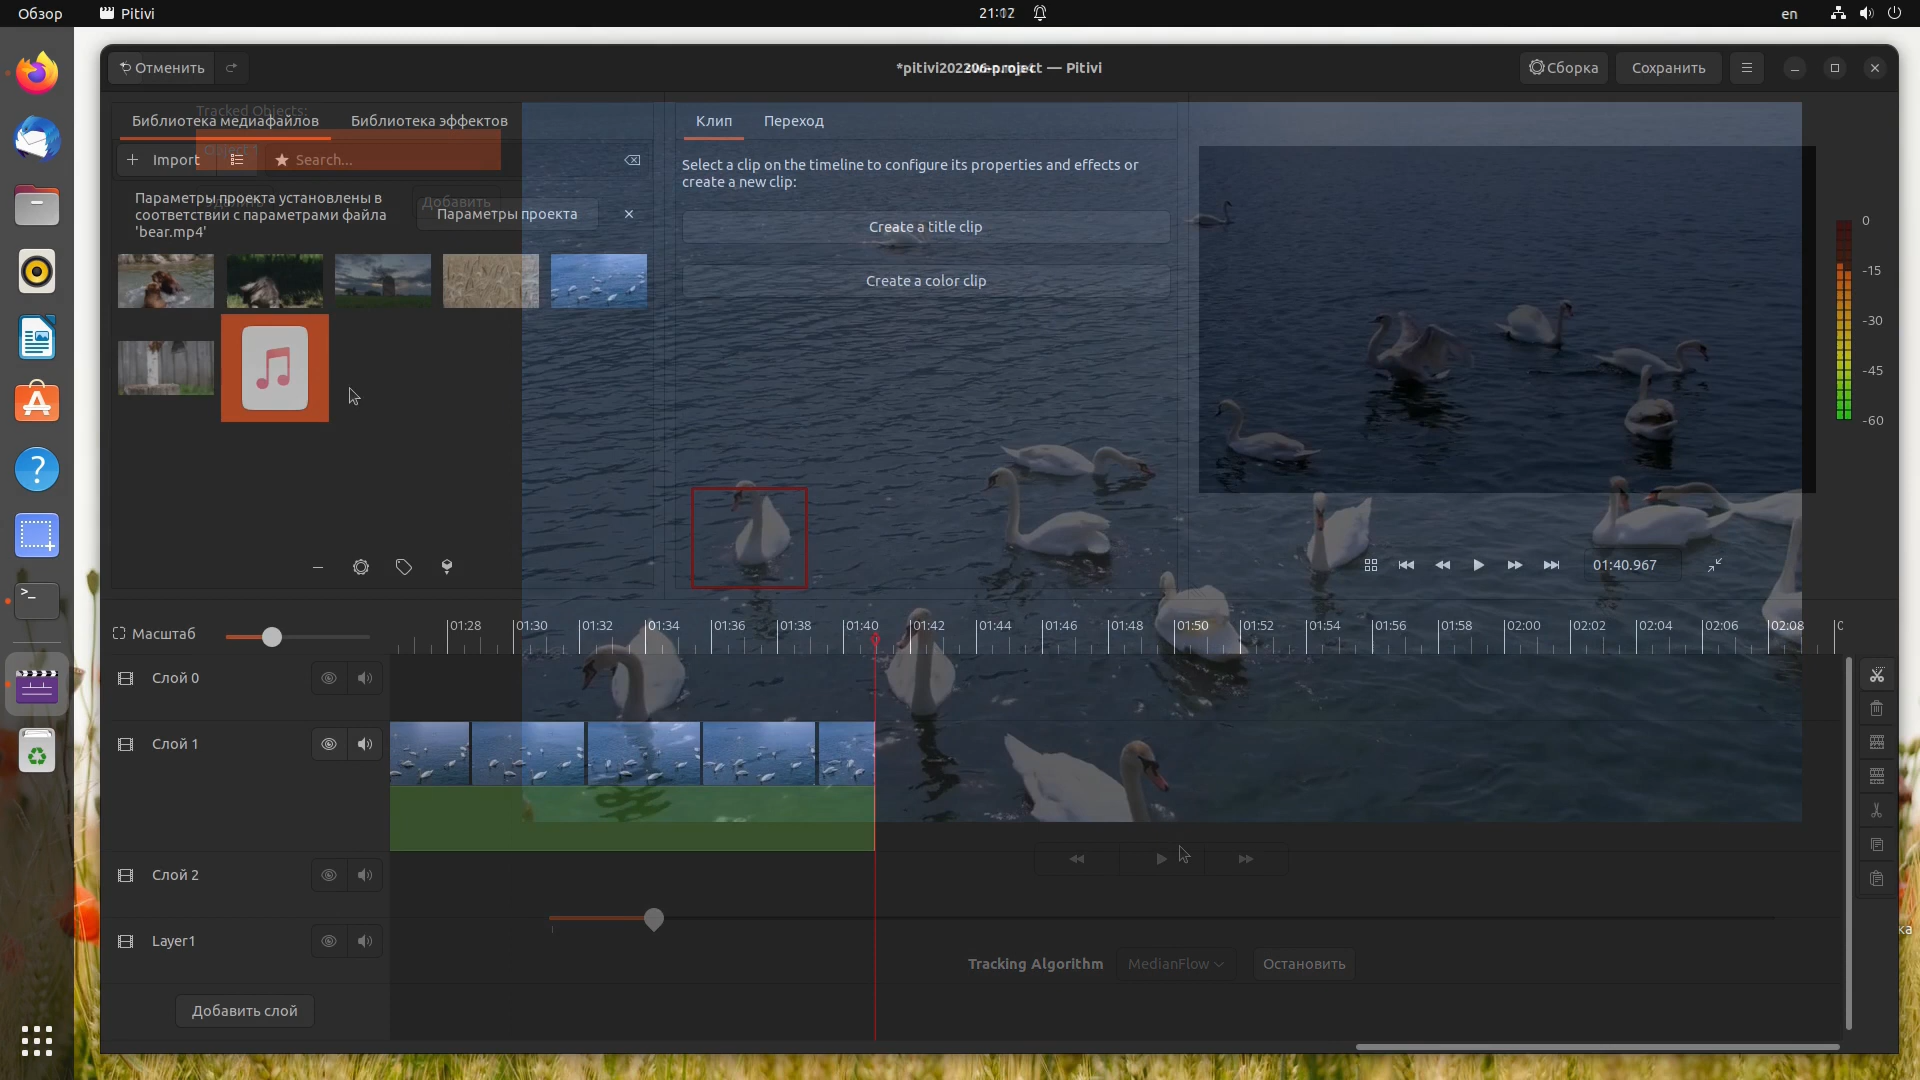 Обзор
Pitivi
en
Отменить
Pitivi
Сборка
Сохранить
Tracked Objects:
Библиотека медиафайлов
Библиотека эффектов
Клип
Переход
Import
Search...
Select a clip on the timeline to configure its properties and effects or
create a new clip:
Параметры проекта установлены в
соответствии с параметрами файла
'bear.mp4'
Добавить
Параметры проекта
Create a title clip
Create a color clip
0
-15
-30
-45
-60
01:40.967
Масштаб
01:28
01:30
01:32
01:34
01:36
01:38
01:40
01:42
01:44
01:46
01:48
01:50
01:52
01:54
01:56
01:58
02:00
02:02
02:04
02:06
02:08
Слой 0
Слой 1
Слой 2
Layer1
Tracking Algorithm
MedianFlow
Остановить
Добавить слой